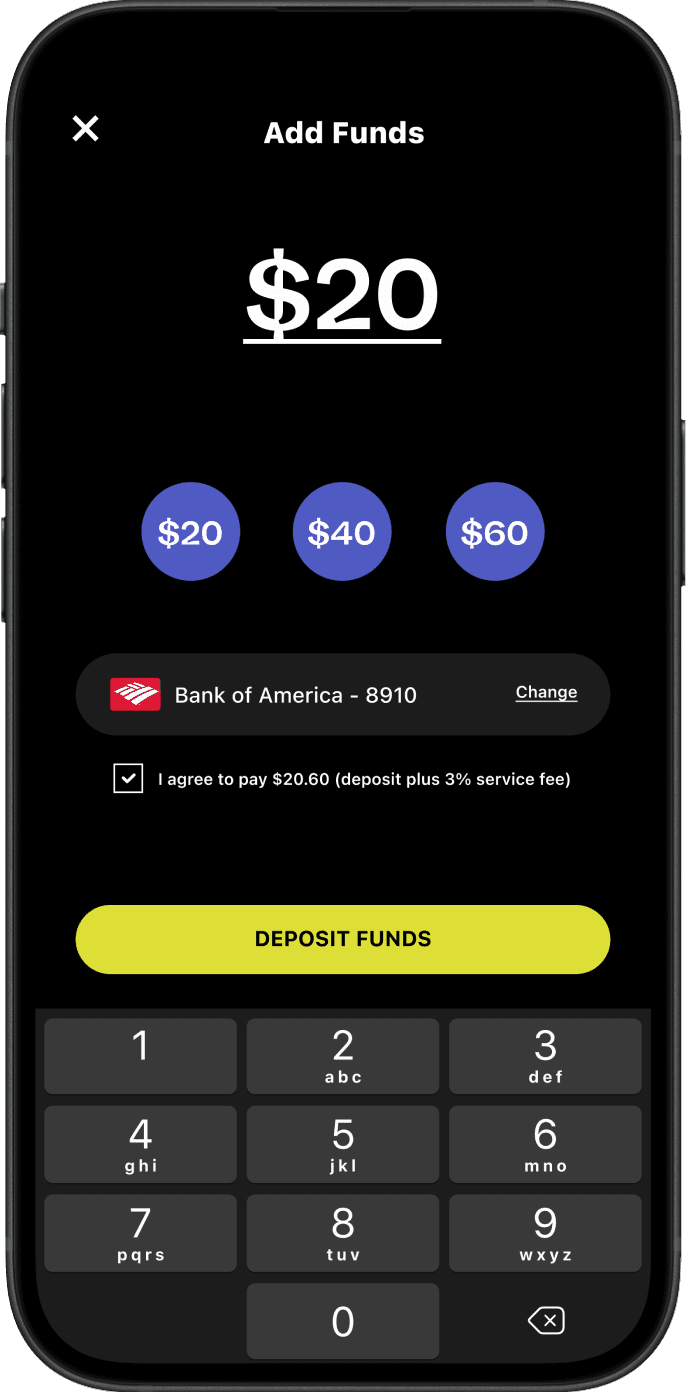 Add Funds
$20
$20 $40 $60
Bank of America - 8910 Change
I agree to pay $20.60 (deposit plus 3% service fee)
DEPOSIT FUNDS
1 2 3
abc def
4 5 6
ghi jkl mno
7 8 9
pqrs tuv wxyz
0